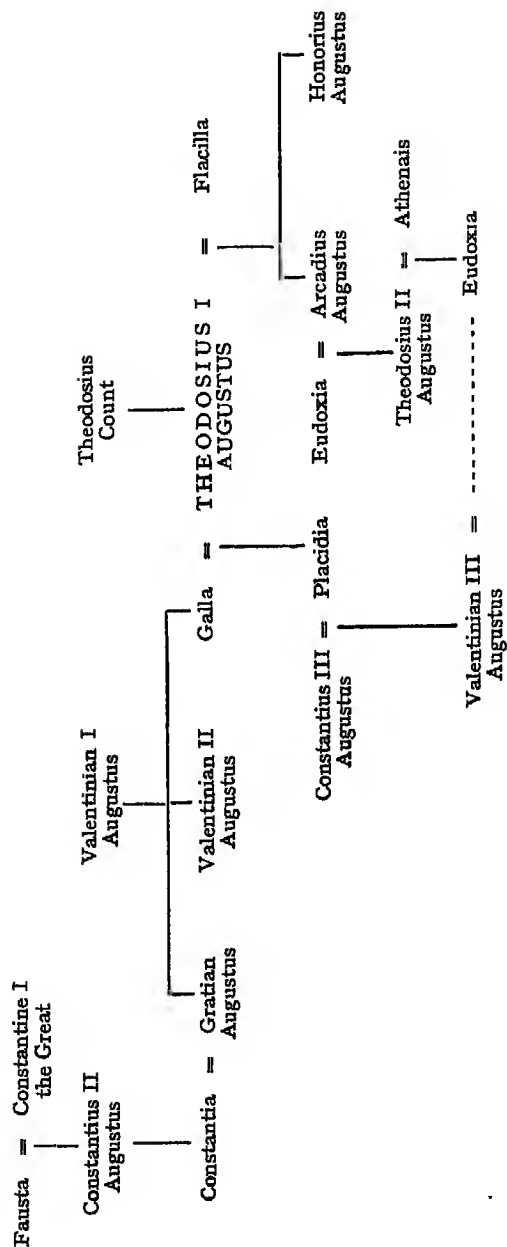 Fausta = Constantine I
the Great
Constantius II Valentinian I Theodosius
Augustus Augustus Count
Constantia = Gratian Valentinian II Galla = THEODOSIUS I = Flacilla
Augustus Augustus AUGUSTUS
Constantius III = Placidia Eudoxia = Arcadius Honorius
Augustus Augustus Augustus
Theodosius II = Athenais
Augustus
Valentinian III = Eudoxia
Augustus